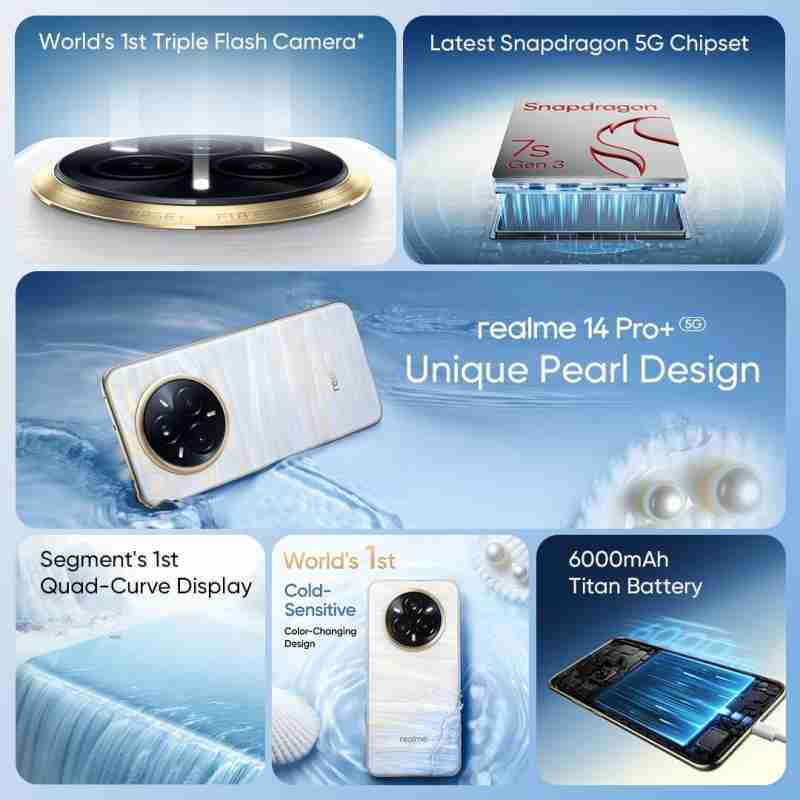 World's 1st Triple Flash Camera*
Latest Snapdragon 5G Chipset
Snapdragon
7s
Gen 3
realme 14 Pro+ 5G
Unique Pearl Design
Segment's 1st
Quad-Curve Display
World's 1st
Cold-
Sensitive
Color-Changing
Design
realme
6000mAh
Titan Battery